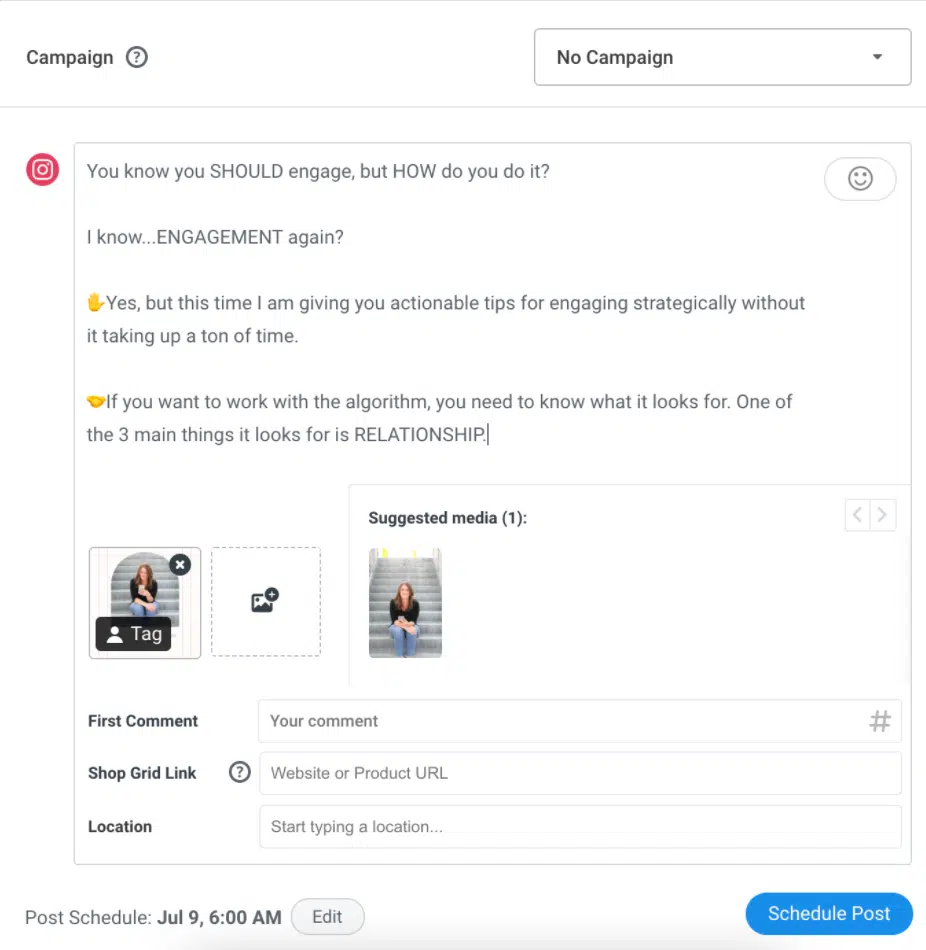 Campaign ?
No Campaign
You know you SHOULD engage, but HOW do you do it?
I know...ENGAGEMENT again?
🖐Yes, but this time I am giving you actionable tips for engaging strategically without
it taking up a ton of time.
🤝If you want to work with the algorithm, you need to know what it looks for. One of
the 3 main things it looks for is RELATIONSHIP.
Suggested media (1):
Tag
First Comment
Your comment #
Shop Grid Link ?
Website or Product URL
Location
Start typing a location...
Post Schedule: Jul 9, 6:00 AM
Edit
Schedule Post